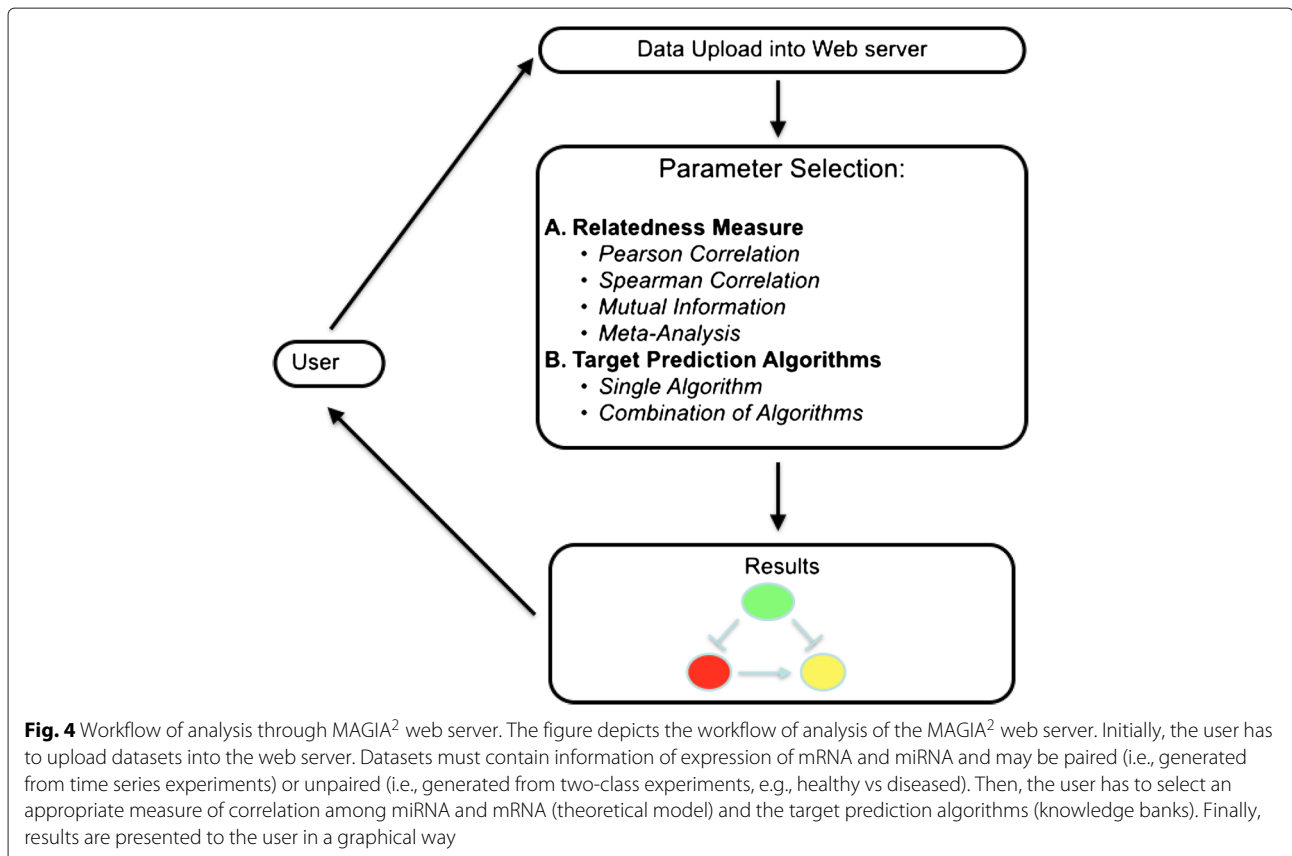 Data Upload into Web server
Parameter Selection:
A. Relatedness Measure
• Pearson Correlation
• Spearman Correlation
• Mutual Information
• Meta-Analysis
B. Target Prediction Algorithms
• Single Algorithm
• Combination of Algorithms
User
Results
Fig. 4 Workflow of analysis through MAGIA² web server. The figure depicts the workflow of analysis of the MAGIA² web server. Initially, the user has
to upload datasets into the web server. Datasets must contain information of expression of mRNA and miRNA and may be paired (i.e., generated
from time series experiments) or unpaired (i.e., generated from two-class experiments, e.g., healthy vs diseased). Then, the user has to select an
appropriate measure of correlation among miRNA and mRNA (theoretical model) and the target prediction algorithms (knowledge banks). Finally,
results are presented to the user in a graphical way